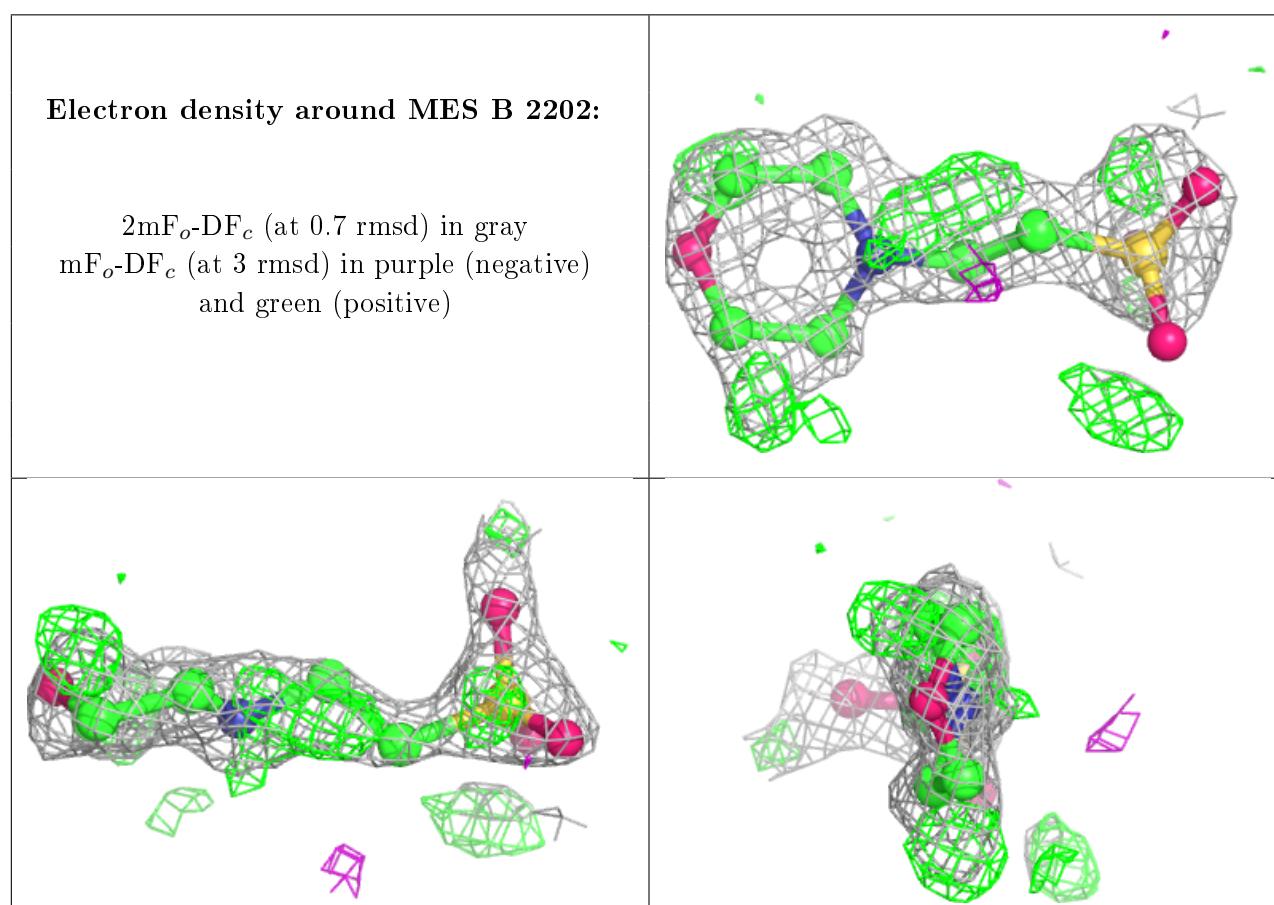 Electron density around MES B 2202:
2mFo-DFc (at 0.7 rmsd) in gray
mFo-DFc (at 3 rmsd) in purple (negative)
and green (positive)